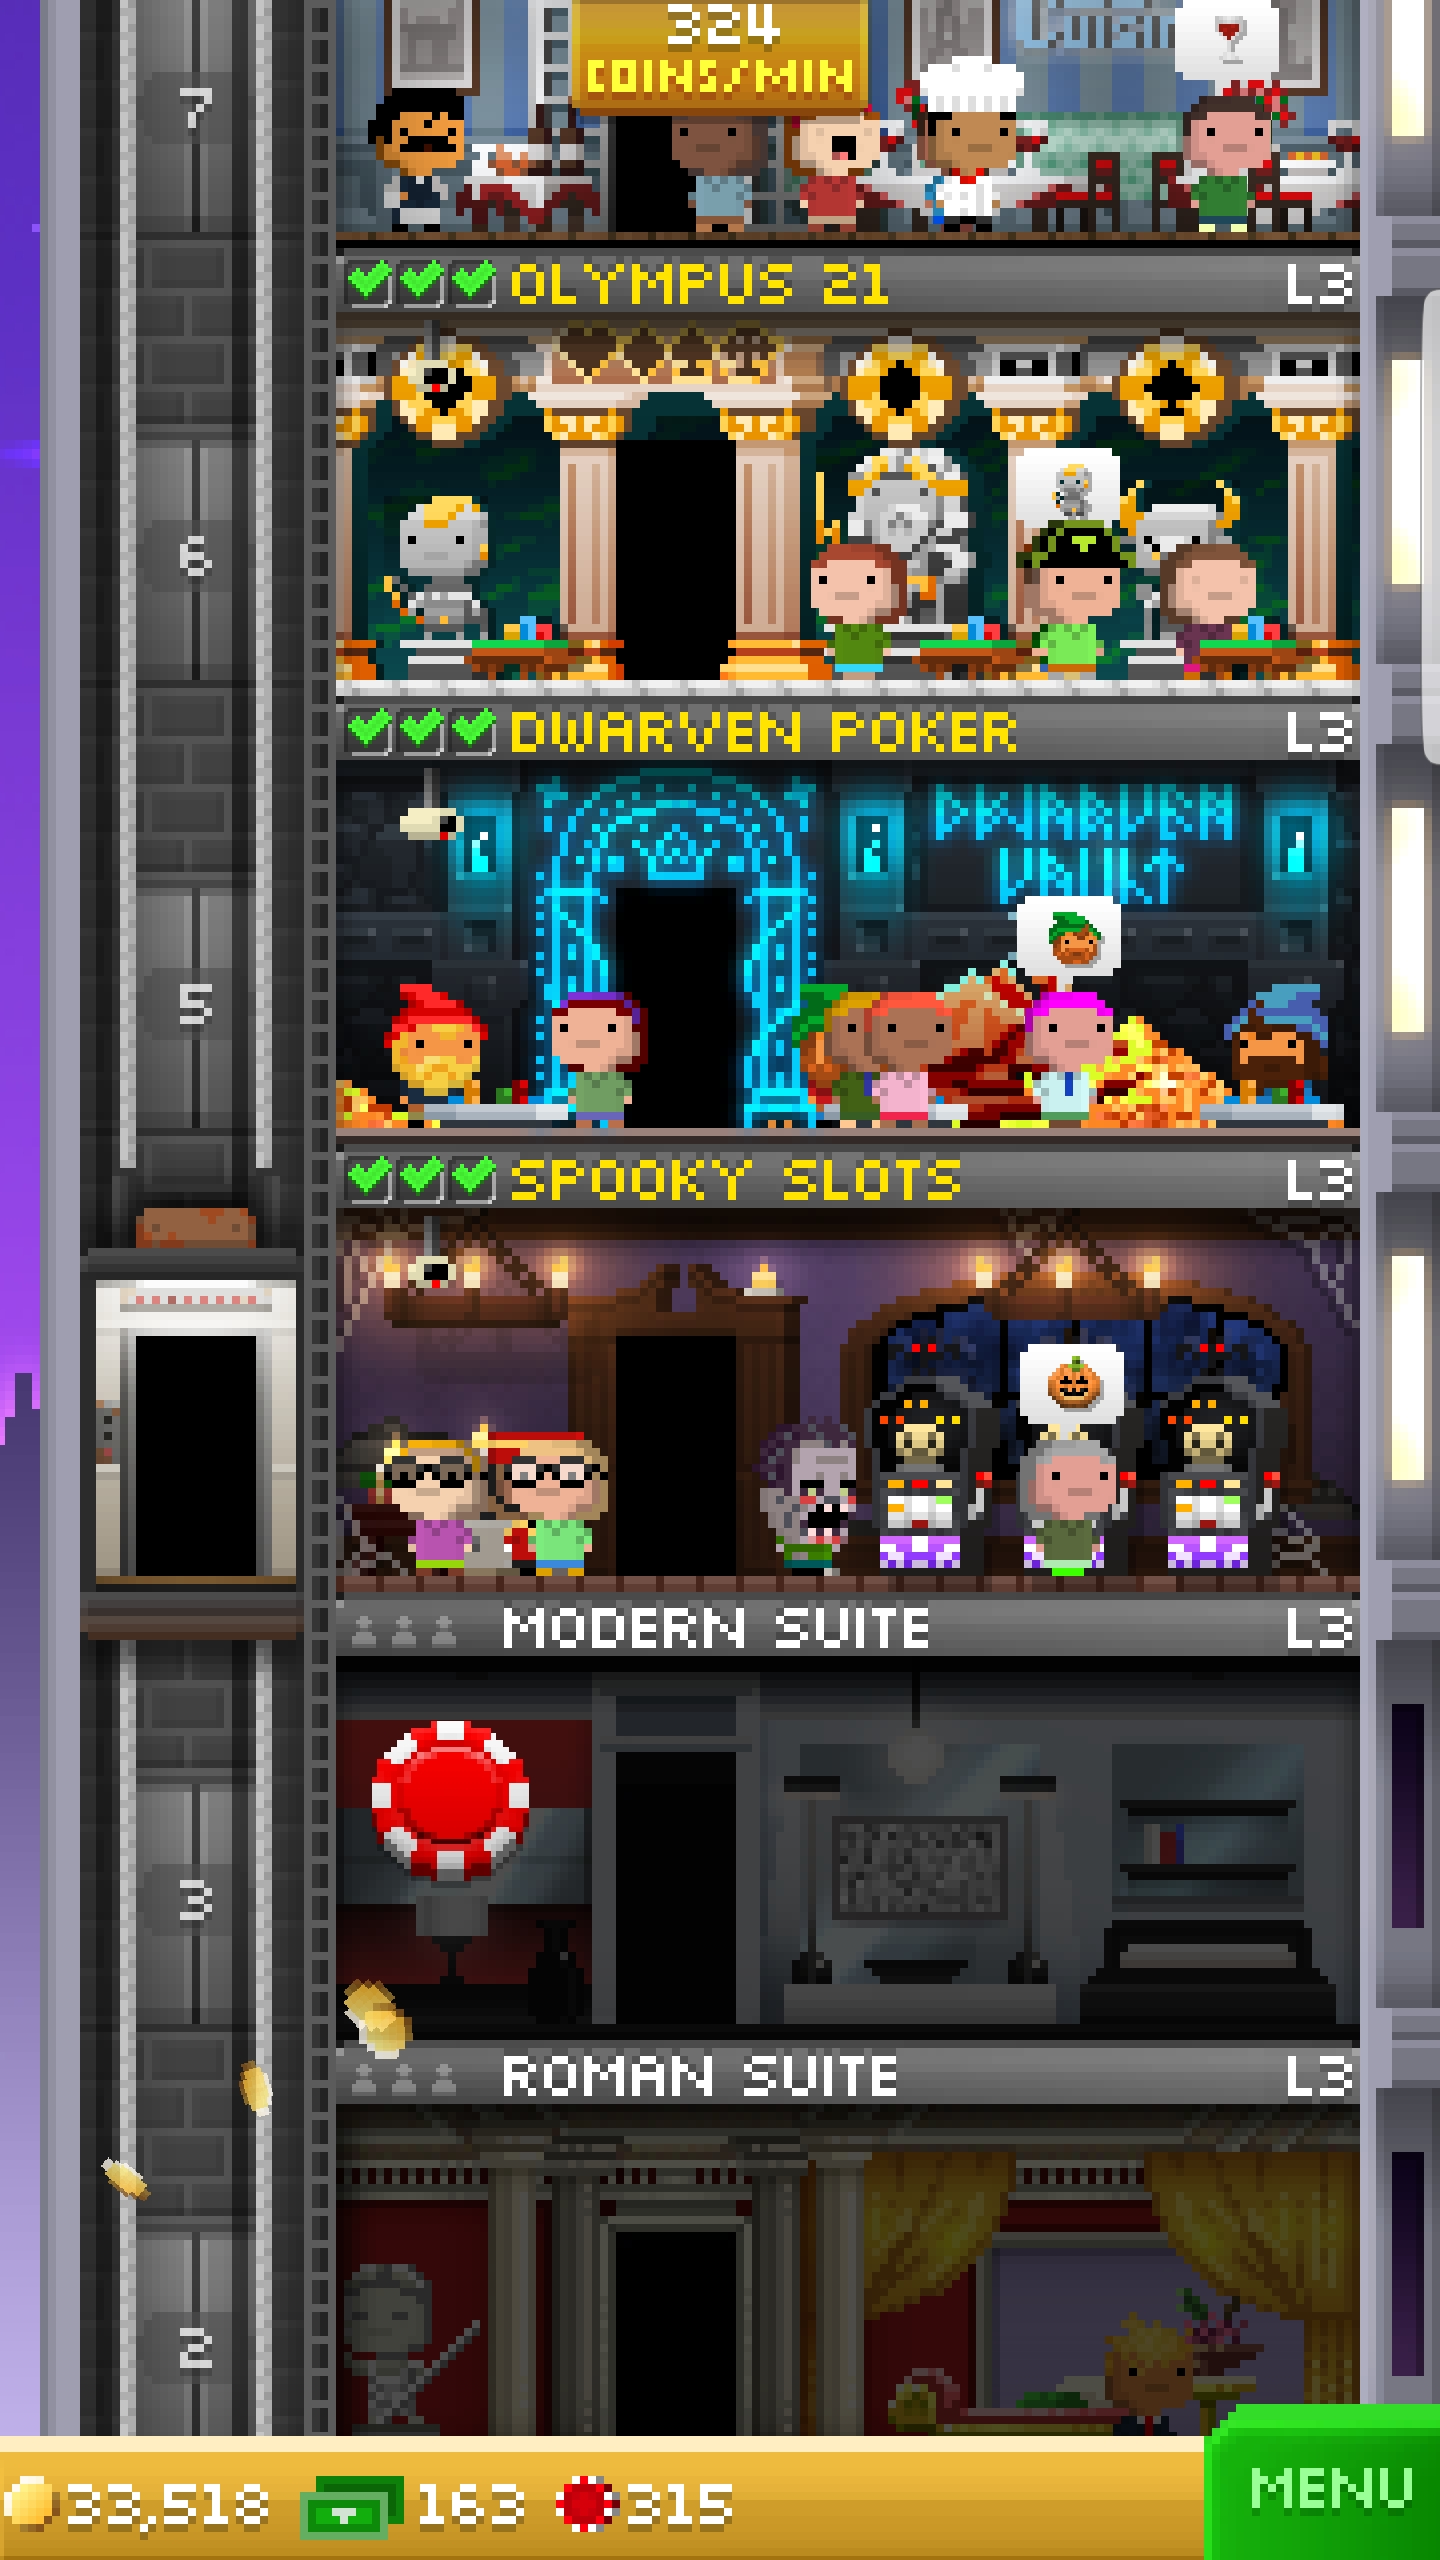 Cuisin
324
COINS/MIN
7
OLYMPUS 21 L3
6
DWARVEN POKER L3
DWARVEN
VAULT
5
SPOOKY SLOTS L3
MODERN SUITE L3
3
ROMAN SUITE L3
2
33,518 163 315
MENU